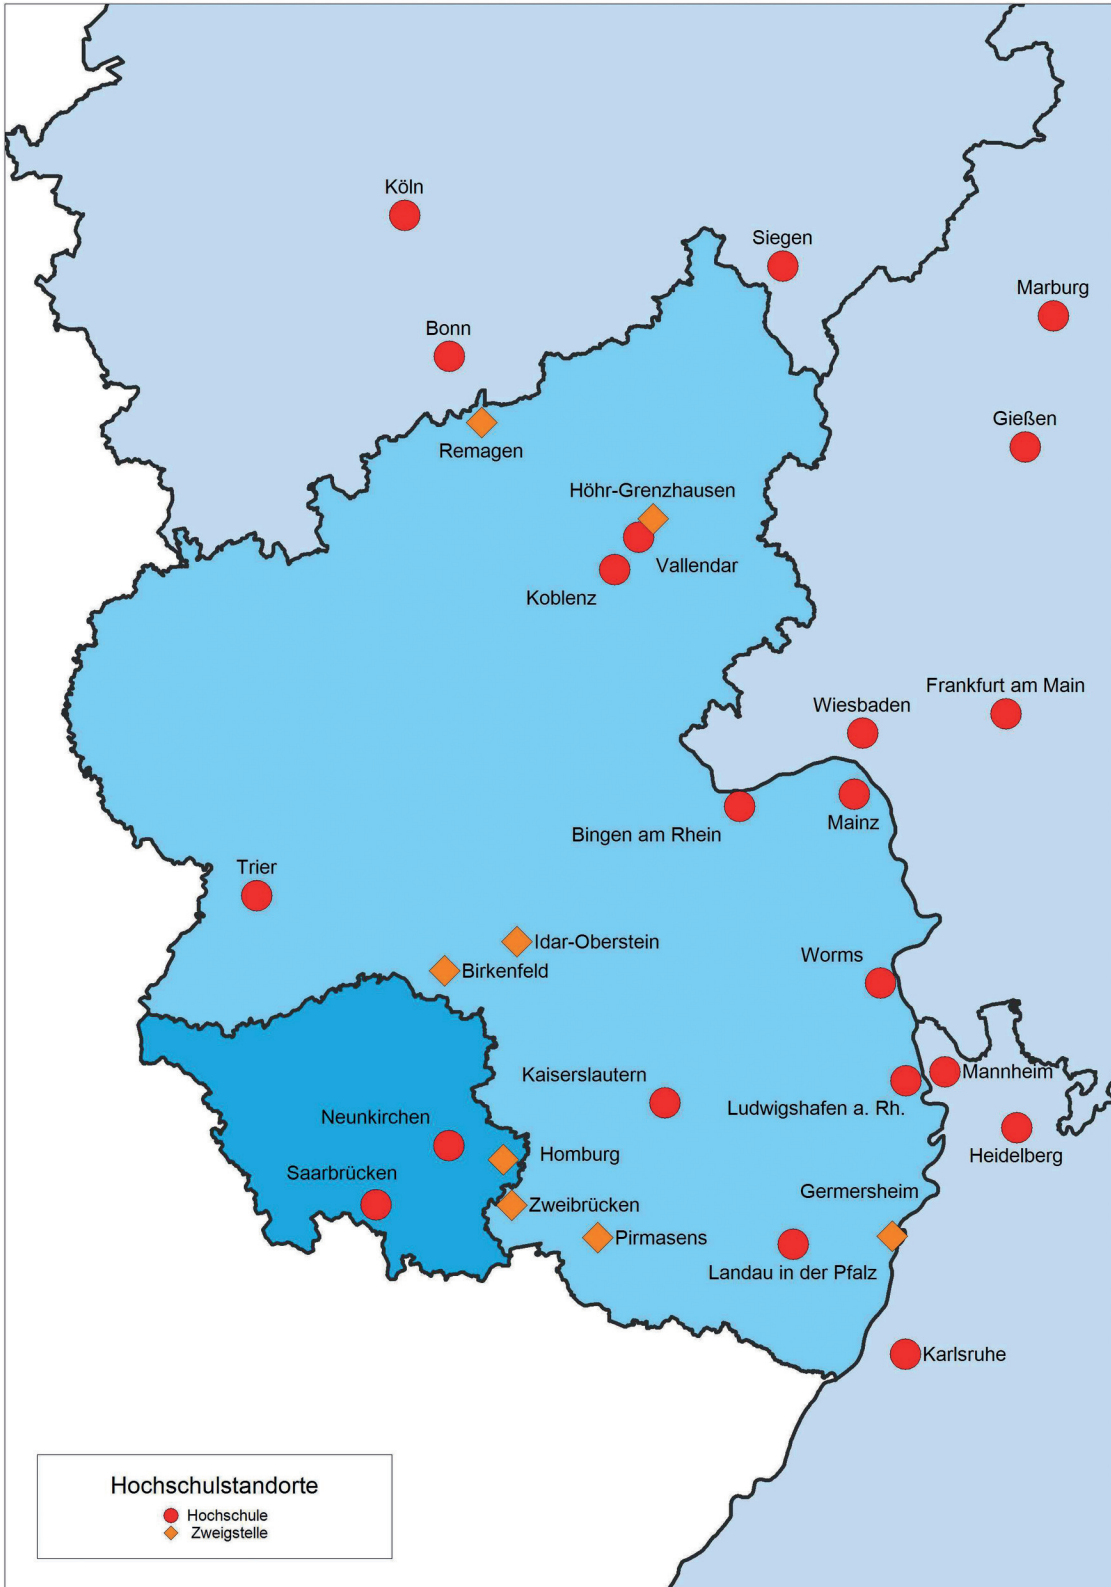 Köln
Siegen
Marburg
Bonn
Gießen
Remagen
Höhr-Grenzhausen
Vallendar
Koblenz
Frankfurt am Main
Wiesbaden
Mainz
Bingen am Rhein
Trier
Idar-Oberstein
Worms
Birkenfeld
Mannheim
Kaiserslautern
Ludwigshafen a. Rh.
Neunkirchen
Homburg
Heidelberg
Saarbrücken
Germersheim
Zweibrücken
Pirmasens
Landau in der Pfalz
Karlsruhe
Hochschulstandorte
Hochschule
Zweigstelle